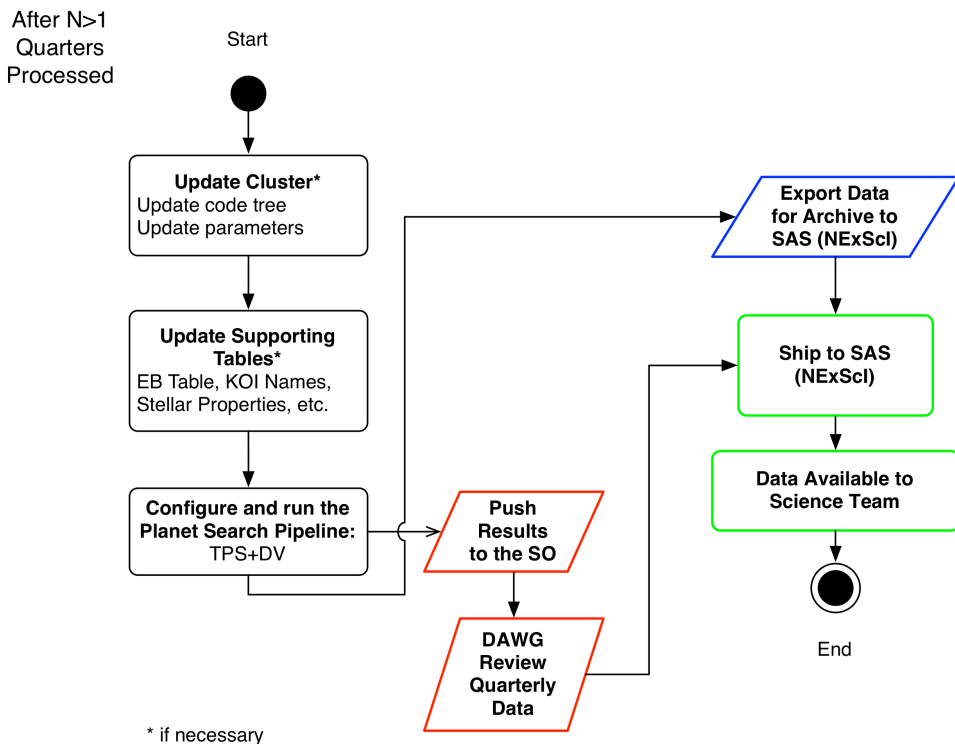 After N>1
Quarters
Processed
Start
Update Cluster*
Update code tree
Update parameters
Update Supporting
Tables*
EB Table, KOI Names,
Stellar Properties, etc.
Configure and run the
Planet Search Pipeline:
TPS+DV
Push
Results
to the SO
DAWG
Review
Quarterly
Data
Export Data
for Archive to
SAS (NExScI)
Ship to SAS
(NExScI)
Data Available to
Science Team
End
* if necessary